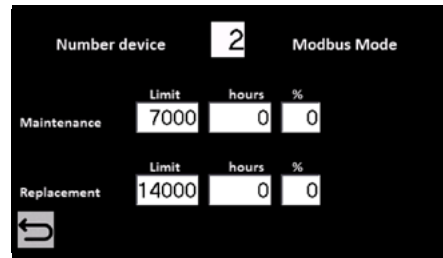 Number device 2 Modbus Mode
Limit hours %
Maintenance 7000 0 0
Limit hours %
Replacement 14000 0 0